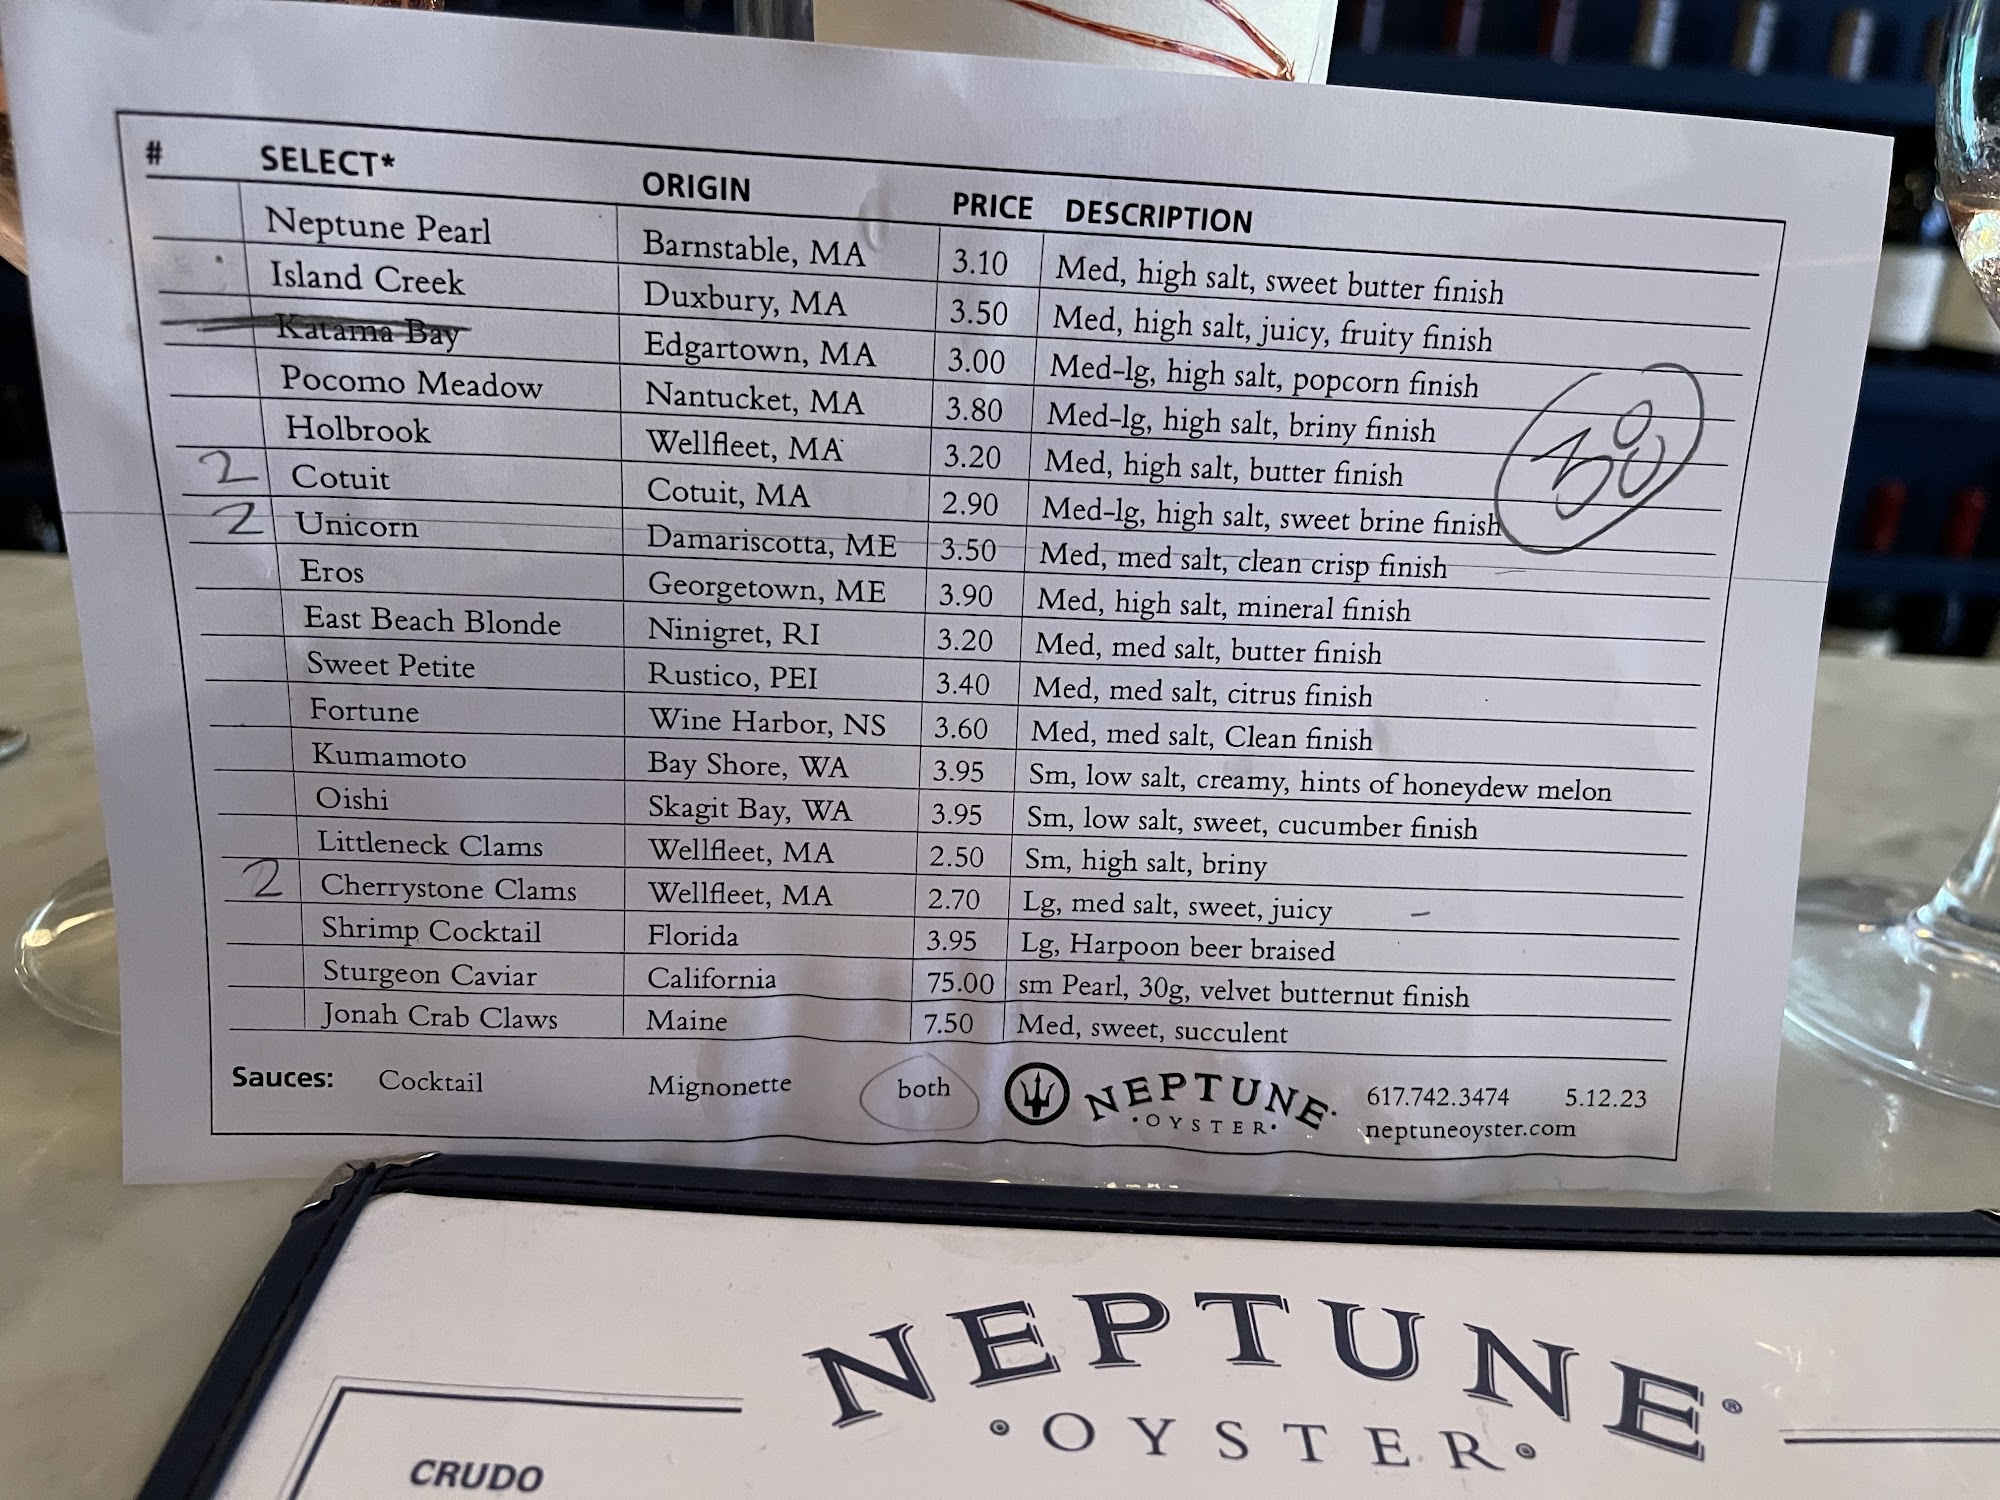 # SELECT* ORIGIN PRICE DESCRIPTION
Neptune Pearl Barnstable, MA 3.10 Med, high salt, sweet butter finish
Island Creek Duxbury, MA 3.50 Med, high salt, juicy, fruity finish
Katama Bay Edgartown, MA 3.00 Med-lg, high salt, popcorn finish
Pocomo Meadow Nantucket, MA 3.80 Med-lg, high salt, briny finish
Holbrook Wellfleet, MA 3.20 Med, high salt, butter finish
2 Cotuit Cotuit, MA 2.90 Med-lg, high salt, sweet brine finish
2 Unicorn Damariscotta, ME 3.50 Med, med salt, clean crisp finish
Eros Georgetown, ME 3.90 Med, high salt, mineral finish
East Beach Blonde Ninigret, RI 3.20 Med, med salt, butter finish
Sweet Petite Rustico, PEI 3.40 Med, med salt, citrus finish
Fortune Wine Harbor, NS 3.60 Med, med salt, Clean finish
Kumamoto Bay Shore, WA 3.95 Sm, low salt, creamy, hints of honeydew melon
Oishi Skagit Bay, WA 3.95 Sm, low salt, sweet, cucumber finish
Littleneck Clams Wellfleet, MA 2.50 Sm, high salt, briny
2 Cherrystone Clams Wellfleet, MA 2.70 Lg, med salt, sweet, juicy
Shrimp Cocktail Florida 3.95 Lg, Harpoon beer braised
Sturgeon Caviar California 75.00 sm Pearl, 30g, velvet butternut finish
Jonah Crab Claws Maine 7.50 Med, sweet, succulent
Sauces: Cocktail Mignonette both NEPTUNE 617.742.3474 5.12.23
•OYSTER• neptuneoyster.com
NEPTUNE®
•OYSTER•
CRUDO